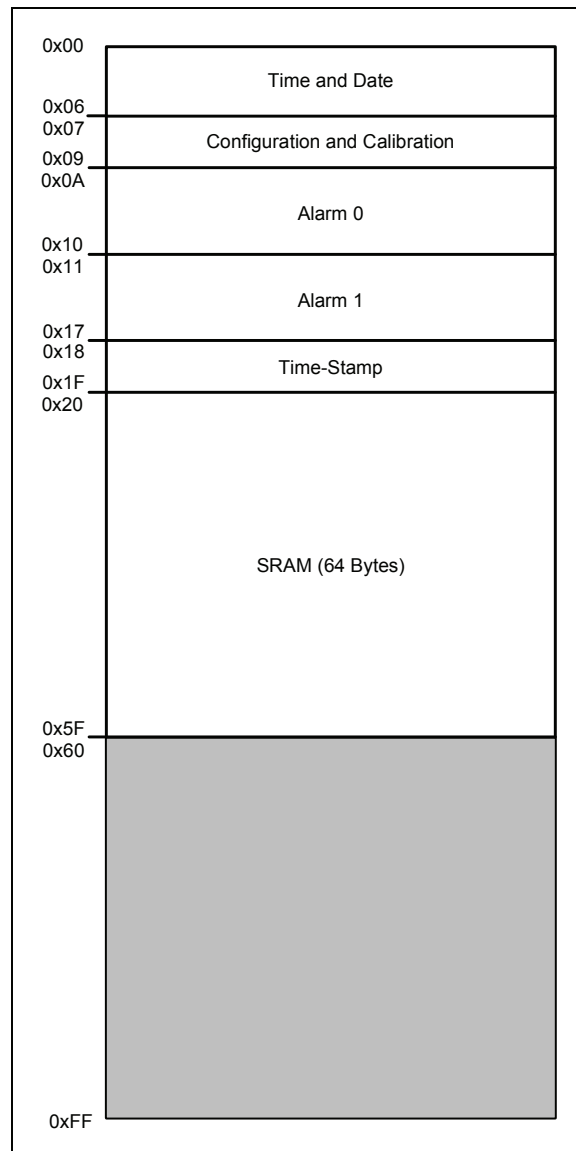 0x00
Time and Date
0x06
0x07
Configuration and Calibration
0x09
0x0A
Alarm 0
0x10
0x11
Alarm 1
0x17
0x18
Time-Stamp
0x1F
0x20
SRAM (64 Bytes)
0x5F
0x60
0xFF